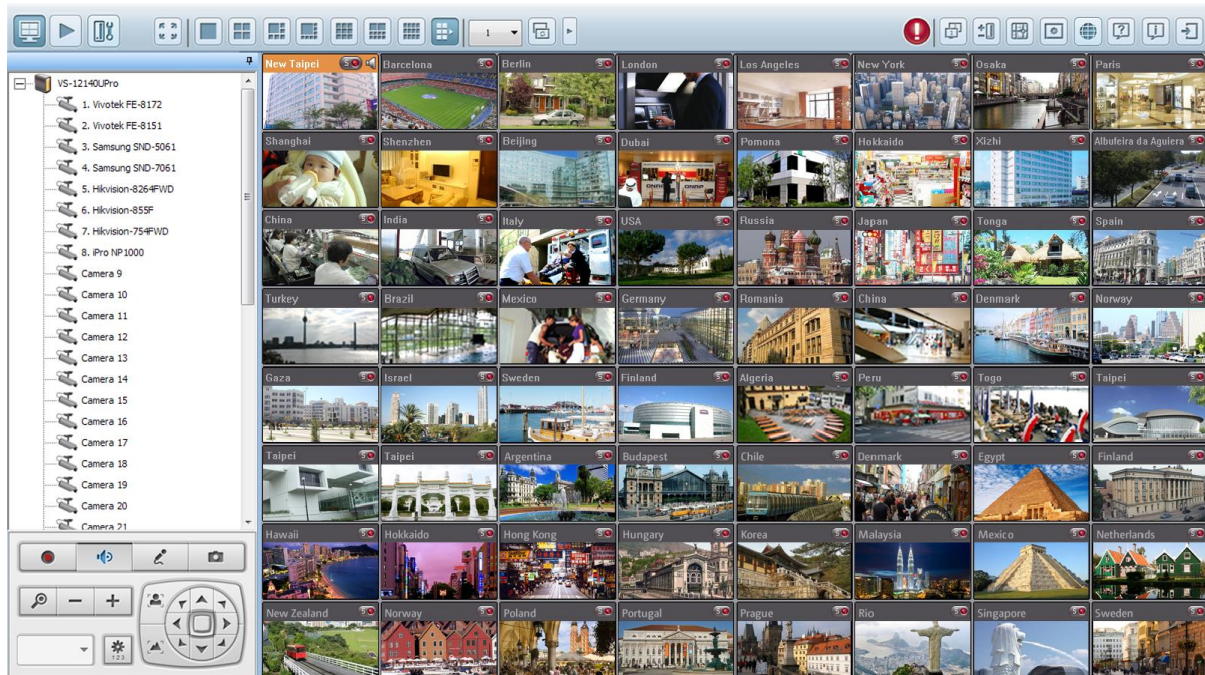 1
VS-12140UPro
1. Vivotek FE-8172
2. Vivotek FE-8151
3. Samsung SND-5061
4. Samsung SND-7061
5. Hikvision-8264FWD
6. Hikvision-855F
7. Hikvision-754FWD
8. iPro NP1000
Camera 9
Camera 10
Camera 11
Camera 12
Camera 13
Camera 14
Camera 15
Camera 16
Camera 17
Camera 18
Camera 19
Camera 20
Camera 21
123
New Taipei Barcelona Berlin London Los Angeles New York Osaka Paris
Shanghai Shenzhen Beijing Dubai Pomona Hokkaido Xizhi Albufeira da Aguiera
China India Italy USA Russia Japan Tonga Spain
Turkey Brazil Mexico Germany Romania China Denmark Norway
Gaza Israel Sweden Finland Algeria Peru Togo Taipei
Taipei Taipei Argentina Budapest Chile Denmark Egypt Finland
Hawaii Hokkaido Hong Kong Hungary Korea Malaysia Mexico Netherlands
New Zealand Norway Poland Portugal Prague Rio Singapore Sweden